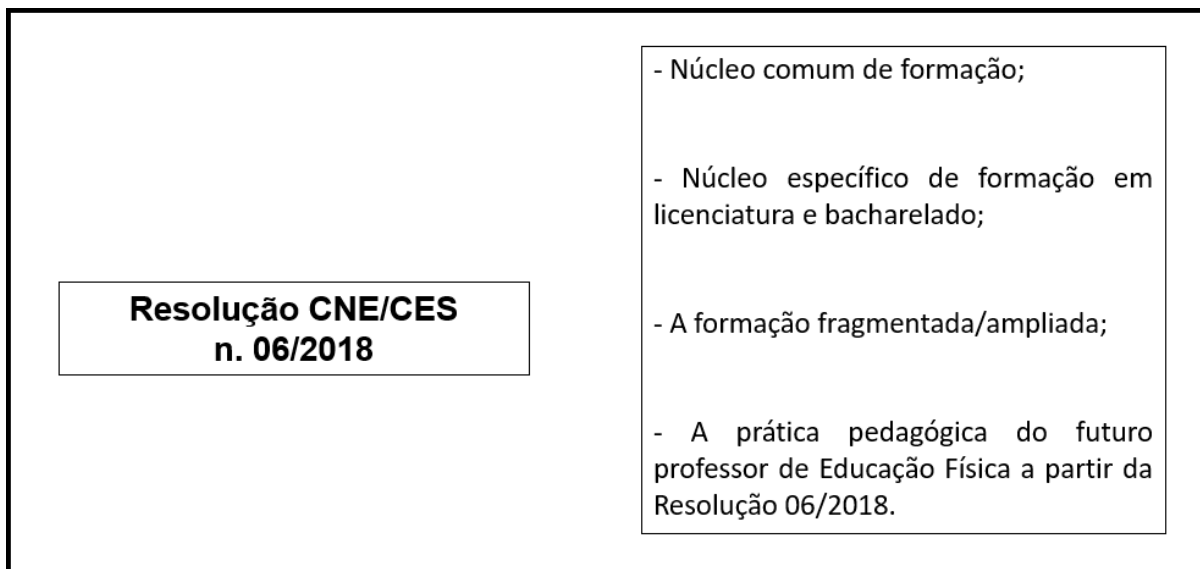 Resolução CNE/CES
n. 06/2018
- Núcleo comum de formação;
- Núcleo específico de formação em
licenciatura e bacharelado;
- A formação fragmentada/ampliada;
- A prática pedagógica do futuro
professor de Educação Física a partir da
Resolução 06/2018.